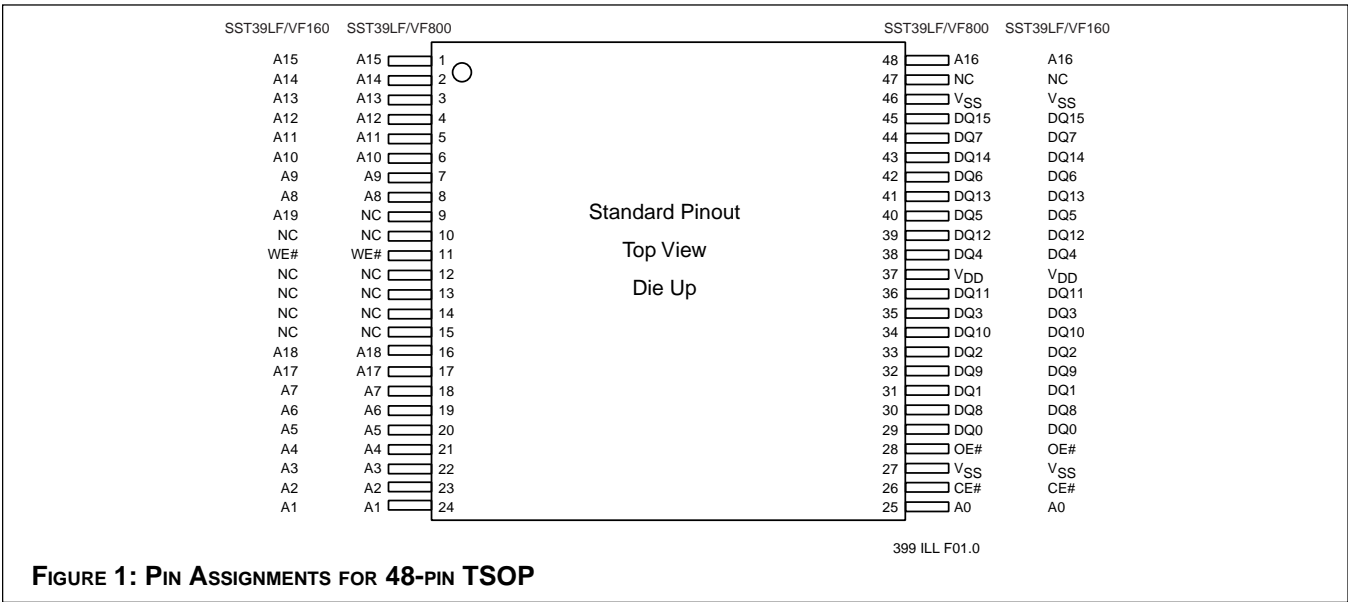 SST39LF/VF160 SST39LF/VF800 SST39LF/VF800 SST39LF/VF160
A15 A15 1 48 A16 A16
A14 A14 2 47 NC NC
A13 A13 3 46 VSS VSS
A12 A12 4 45 DQ15 DQ15
A11 A11 5 44 DQ7 DQ7
A10 A10 6 43 DQ14 DQ14
A9 A9 7 42 DQ6 DQ6
A8 A8 8 41 DQ13 DQ13
A19 NC 9 Standard Pinout 40 DQ5 DQ5
NC NC 10 39 DQ12 DQ12
WE# WE# 11 Top View 38 DQ4 DQ4
NC NC 12 37 VDD VDD
NC NC 13 Die Up 36 DQ11 DQ11
NC NC 14 35 DQ3 DQ3
NC NC 15 34 DQ10 DQ10
A18 A18 16 33 DQ2 DQ2
A17 A17 17 32 DQ9 DQ9
A7 A7 18 31 DQ1 DQ1
A6 A6 19 30 DQ8 DQ8
A5 A5 20 29 DQ0 DQ0
A4 A4 21 28 OE# OE#
A3 A3 22 27 VSS VSS
A2 A2 23 26 CE# CE#
A1 A1 24 25 A0 A0
399 ILL F01.0
FIGURE 1: PIN ASSIGNMENTS FOR 48-PIN TSOP